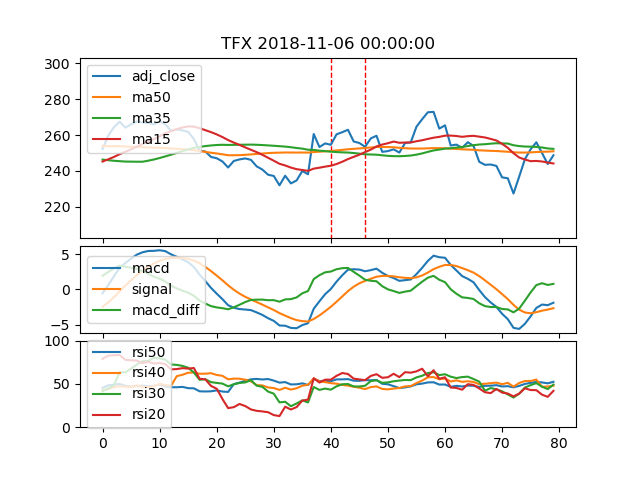 TFX 2018-11-06 00:00:00
300
280
260
240
220
adj_close
ma50
ma35
ma15
5
0
−5
macd
signal
macd_diff
100
50
0
rsi50
rsi40
rsi30
rsi20
0 10 20 30 40 50 60 70 80